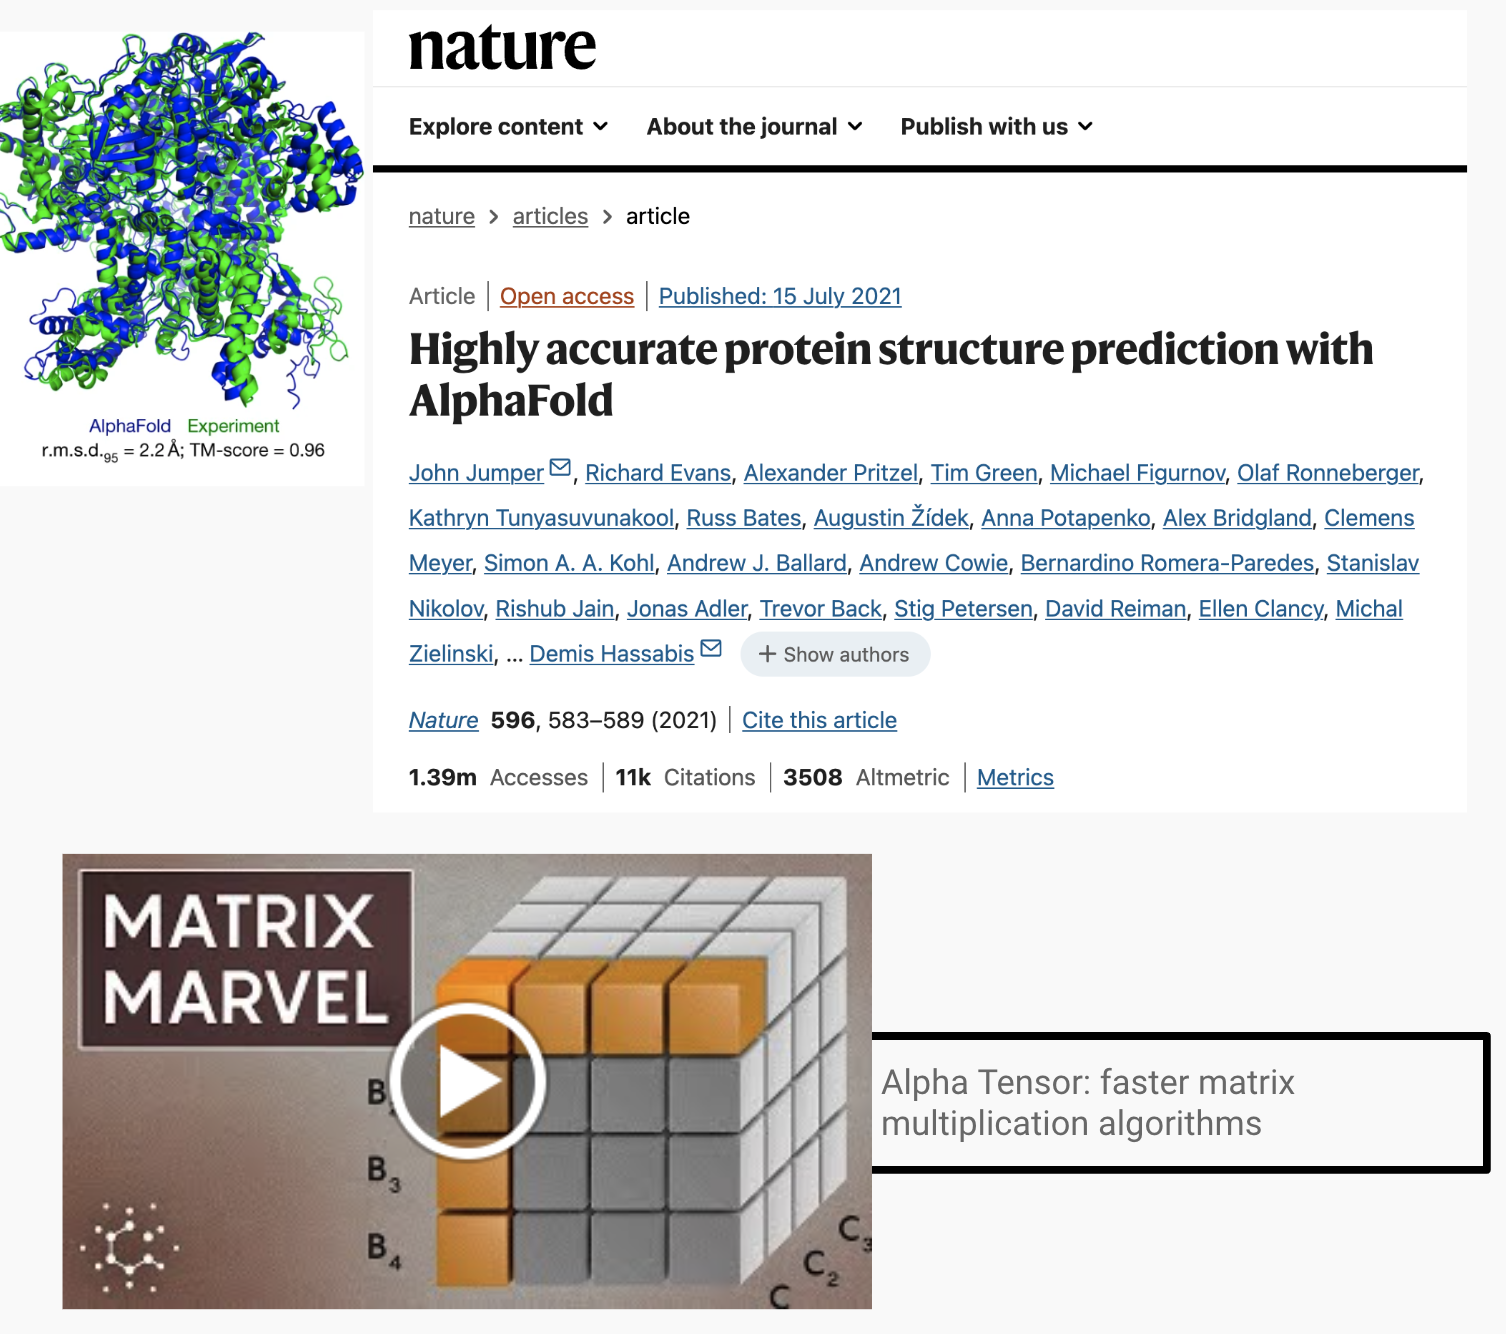 nature
Explore content
About the journal
Publish with us
nature > articles > article
Article | Open access | Published: 15 July 2021
Highly accurate protein structure prediction with
AlphaFold
John Jumper, Richard Evans, Alexander Pritzel, Tim Green, Michael Figurnov, Olaf Ronneberger,
Kathryn Tunyasuvunakool, Russ Bates, Augustin Žídek, Anna Potapenko, Alex Bridgland, Clemens
Meyer, Simon A. A. Kohl, Andrew J. Ballard, Andrew Cowie, Bernardino Romera-Paredes, Stanislav
Nikolov, Rishub Jain, Jonas Adler, Trevor Back, Stig Petersen, David Reiman, Ellen Clancy, Michal
Zielinski, ... Demis Hassabis + Show authors
Nature 596, 583–589 (2021) | Cite this article
1.39m Accesses | 11k Citations | 3508 Altmetric | Metrics
AlphaFold Experiment
r.m.s.d.95 = 2.2 Å; TM-score = 0.96
MATRIX
MARVEL
B
B3
B4
C
C2
C3
Alpha Tensor: faster matrix
multiplication algorithms